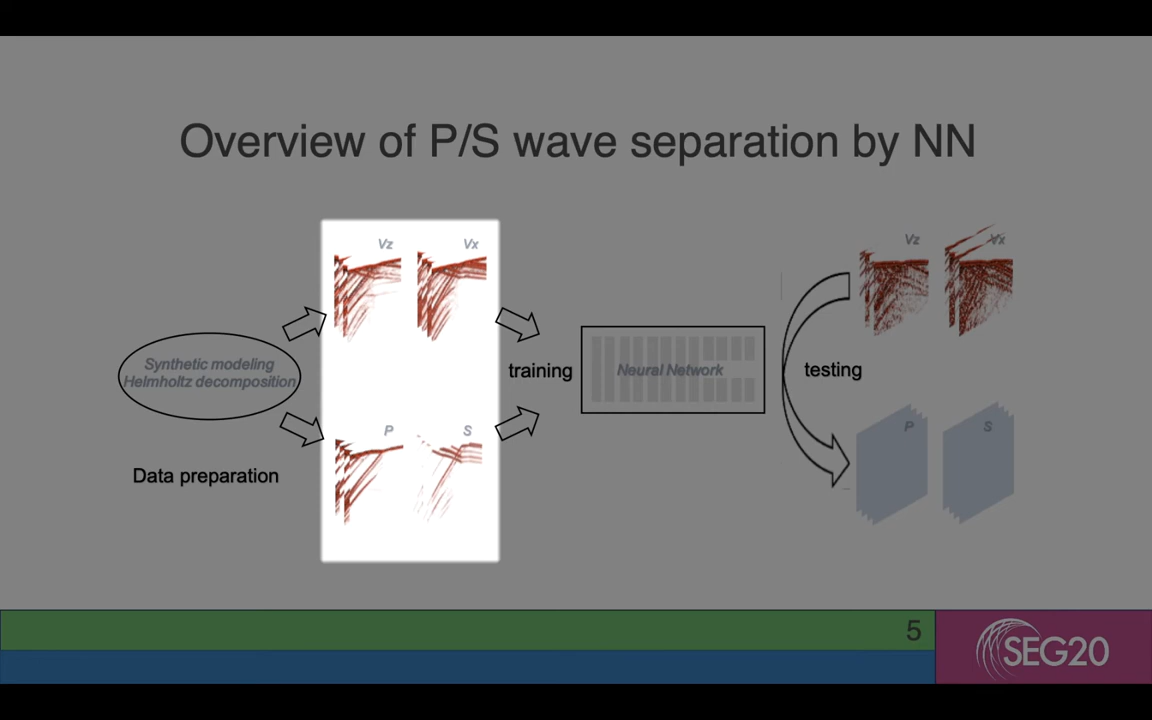 Overview of P/S wave separation by NN
Vz
Vx
Synthetic modeling
Helmholtz decomposition
P
S
Data preparation
training
Neural Network
testing
Vz
Vx
P
S
5
SEG20